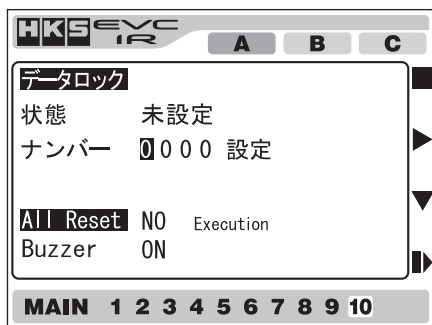 HKS EVC
IR
A B C
データロック
状態 未設定
ナンバー 0000 設定
All Reset NO Execution
Buzzer ON
MAIN 1 2 3 4 5 6 7 8 9 10